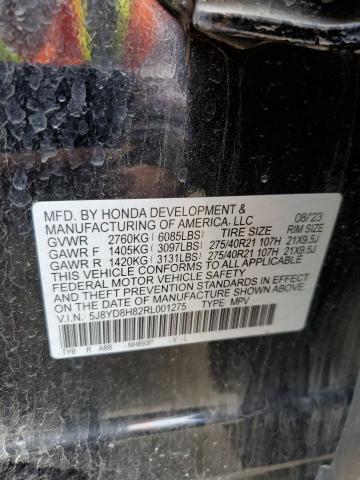 MFD. BY HONDA DEVELOPMENT & 08/'23
MANUFACTURING OF AMERICA, LLC
GVWR 2760KG ( 6085LBS) TIRE SIZE RIM SIZE
GAWR F 1405KG ( 3097LBS) 275/40R21 107H 21X9.5J
GAWR R 1420KG ( 3131LBS) 275/40R21 107H 21X9.5J
THIS VEHICLE CONFORMS TO ALL APPLICABLE
FEDERAL MOTOR VEHICLE SAFETY
AND THEFT PREVENTION STANDARDS IN EFFECT
ON THE DATE OF MANUFACTURE SHOWN ABOVE.
V.I.N.: 5J8YD8H82RL001275 TYPE: MPV
TYB R AB8 NH893P - V - L